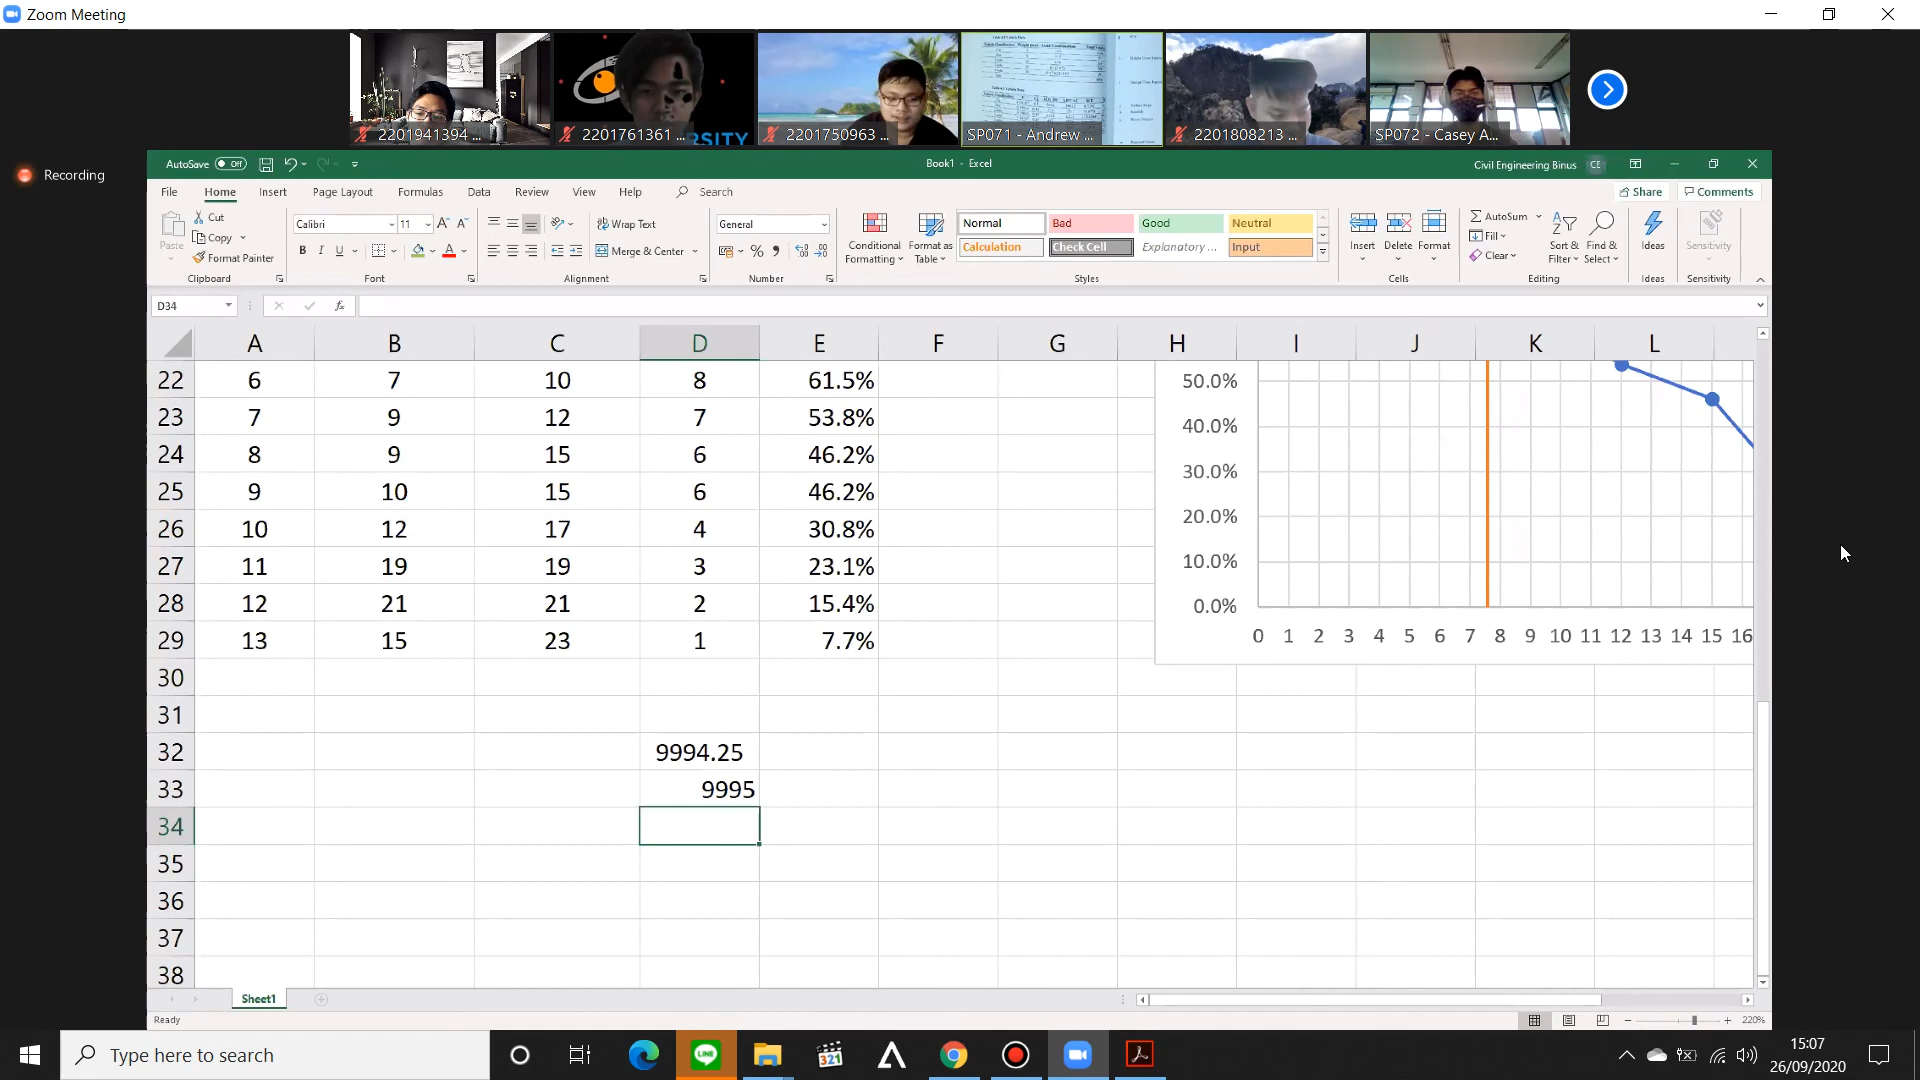 Zoom Meeting
Recording
2201941394 ...
2201761361 ...
RSITY
2201750963 ...
SP071 - Andrew ...
2201808213 ...
SP072 - Casey A...
AutoSave Off
Book1 - Excel
Civil Engineering Binus CE
File Home Insert Draw Page Layout Formulas Data Review View Help Search
Share Comments
Paste
Cut
Copy
Format Painter
Clipboard
Calibri 11
B I U
Font
Wrap Text
Merge & Center
Alignment
General
Number
Conditional Formatting
Format as Table
Normal Bad Good Neutral
Calculation Check Cell Explanatory ... Input
Styles
Insert Delete Format
Cells
AutoSum
Fill
Clear
Sort & Filter
Find & Select
Editing
Ideas
Ideas
Sensitivity
Sensitivity
D34
fx
A B C D E F G H I J K L
22 6 7 10 8 61.5%
23 7 9 12 7 53.8%
24 8 9 15 6 46.2%
25 9 10 15 6 46.2%
26 10 12 17 4 30.8%
27 11 19 19 3 23.1%
28 12 21 21 2 15.4%
29 13 15 23 1 7.7%
30
31
32 9994.25
33 9995
34
35
36
37
38
50.0%
40.0%
30.0%
20.0%
10.0%
0.0%
0 1 2 3 4 5 6 7 8 9 10 11 12 13 14 15 16
Sheet1
Ready
220%
Type here to search
LINE
321
15:07
26/09/2020